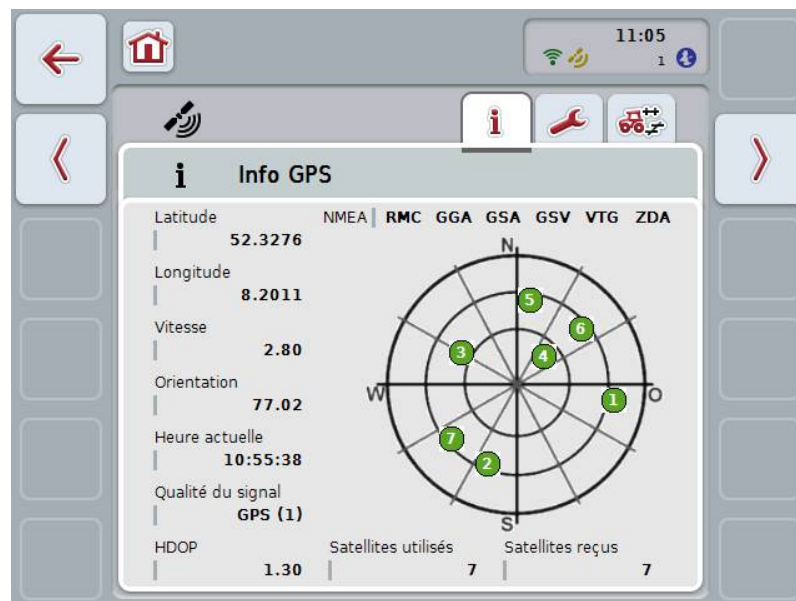 11:05
1
i
i Info GPS
Latitude
52.3276
NMEA RMC GGA GSA GSV VTG ZDA
Longitude
8.2011
Vitesse
2.80
Orientation
77.02
Heure actuelle
10:55:38
Qualité du signal
GPS (1)
HDOP
1.30
Satellites utilisés
7
Satellites reçus
7
N
5
6
3
4
W
O
1
7
2
S